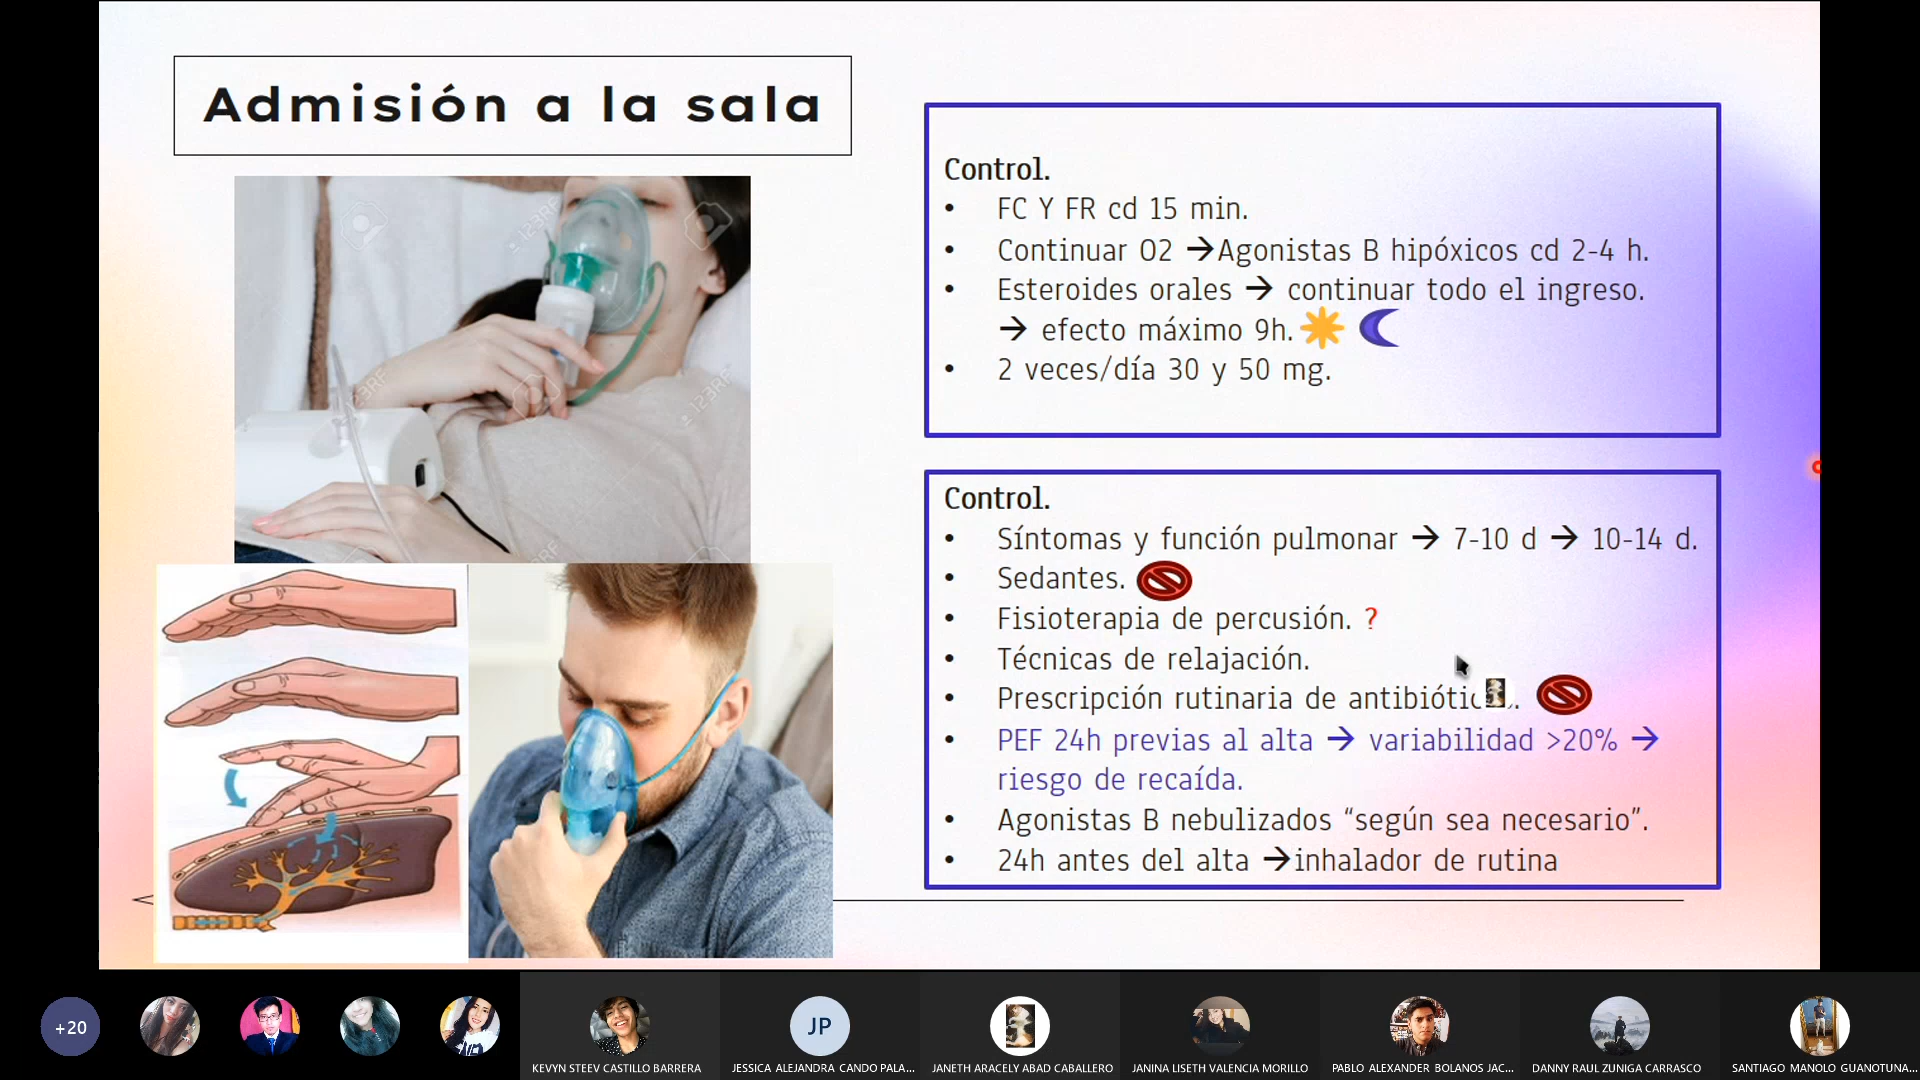 Admisión a la sala
Control.
• FC Y FR cd 15 min.
• Continuar O2 → Agonistas B hipóxicos cd 2-4 h.
• Esteroides orales → continuar todo el ingreso.
→ efecto máximo 9h.
• 2 veces/día 30 y 50 mg.
Control.
• Síntomas y función pulmonar → 7-10 d → 10-14 d.
• Sedantes.
• Fisioterapia de percusión. ?
• Técnicas de relajación.
• Prescripción rutinaria de
• PEF 24h previas al alta → variabilidad >20% →
riesgo de recaída.
• Agonistas B nebulizados “según sea necesario”.
• 24h antes del alta → inhalador de rutina
123RF
123RF
123RF
+20
JP
KEVYN STEEV CASTILLO BARRERA
JESSICA ALEJANDRA CANDO PALA...
JANETH ARACELY ABAD CABALLERO
JANINA LISETH VALENCIA MORILLO
PABLO ALEXANDER BOLANOS JAC...
DANNY RAUL ZUNIGA CARRASCO
SANTIAGO MANOLO GUANOTUNA...